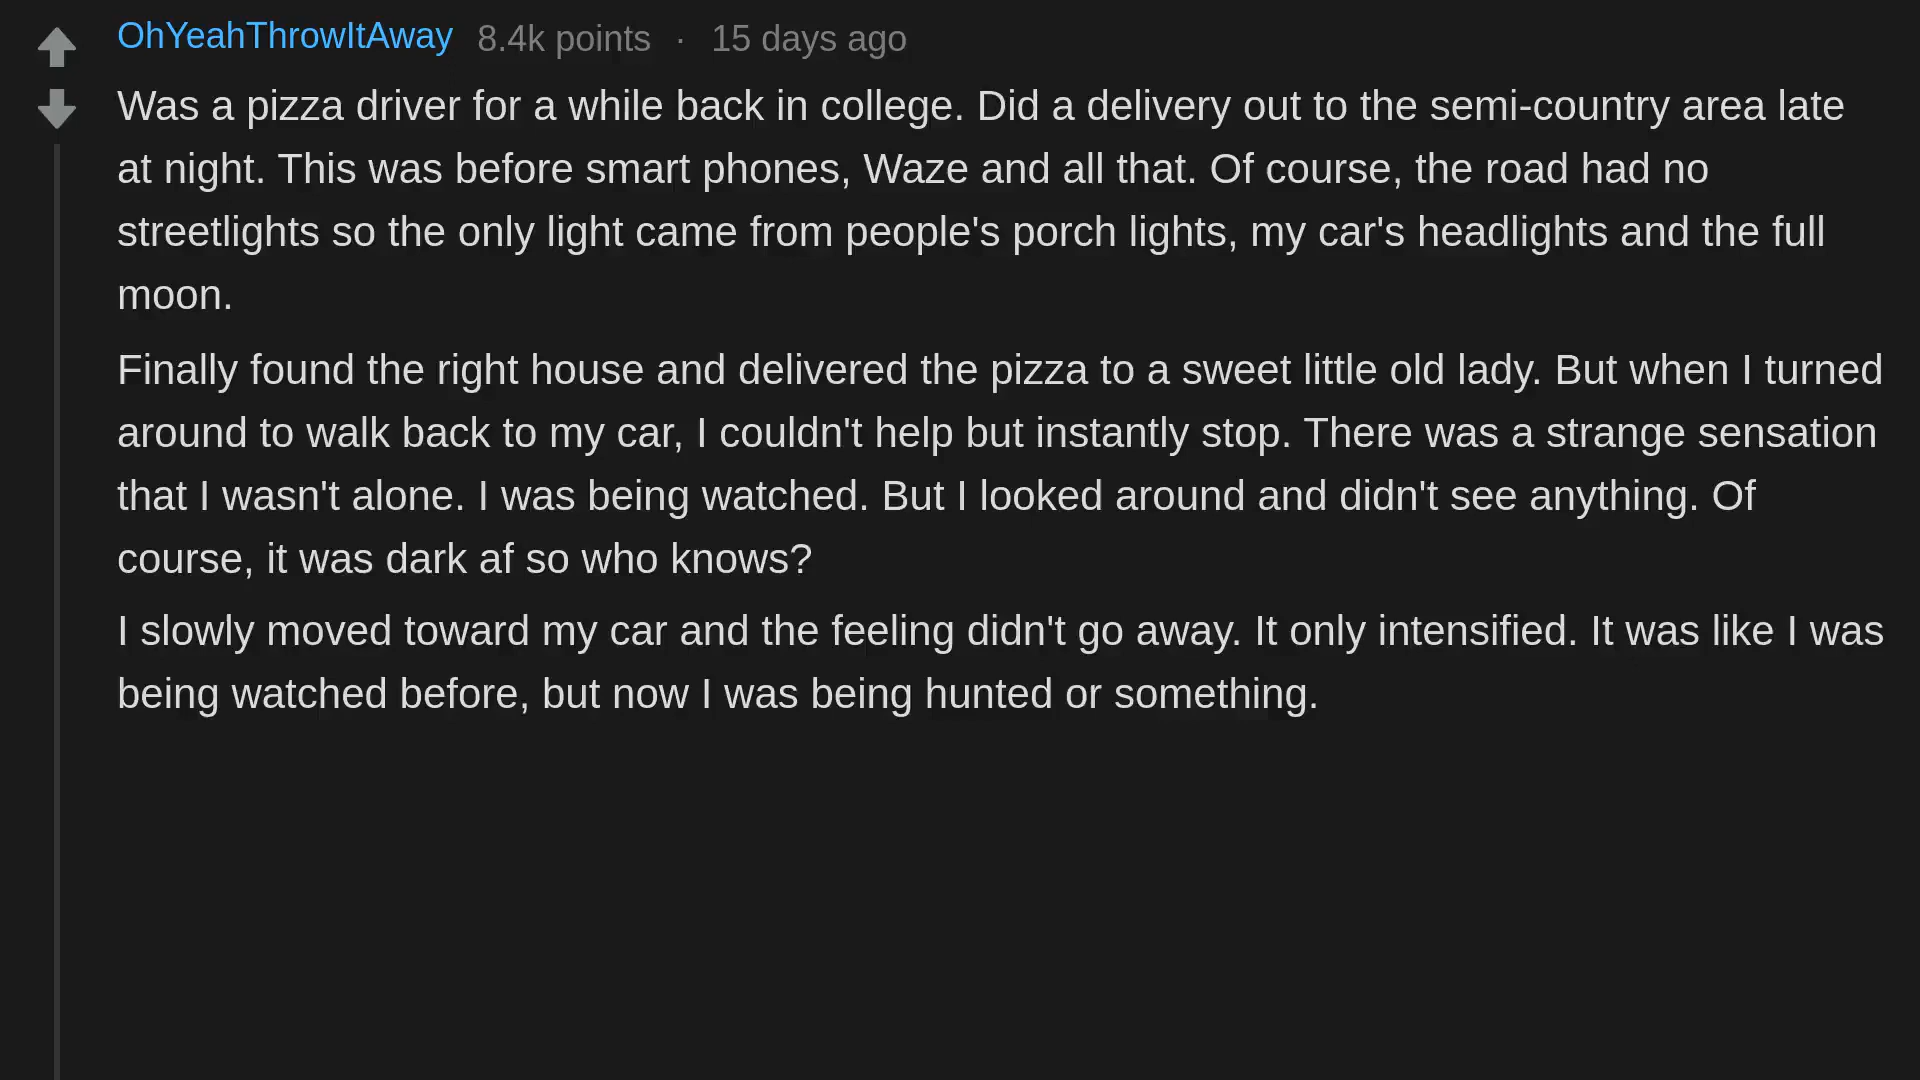 OhYeahThrowItAway 8.4k points · 15 days ago
Was a pizza driver for a while back in college. Did a delivery out to the semi-country area late
at night. This was before smart phones, Waze and all that. Of course, the road had no
streetlights so the only light came from people's porch lights, my car's headlights and the full
moon.
Finally found the right house and delivered the pizza to a sweet little old lady. But when I turned
around to walk back to my car, I couldn't help but instantly stop. There was a strange sensation
that I wasn't alone. I was being watched. But I looked around and didn't see anything. Of
course, it was dark af so who knows?
I slowly moved toward my car and the feeling didn't go away. It only intensified. It was like I was
being watched before, but now I was being hunted or something.